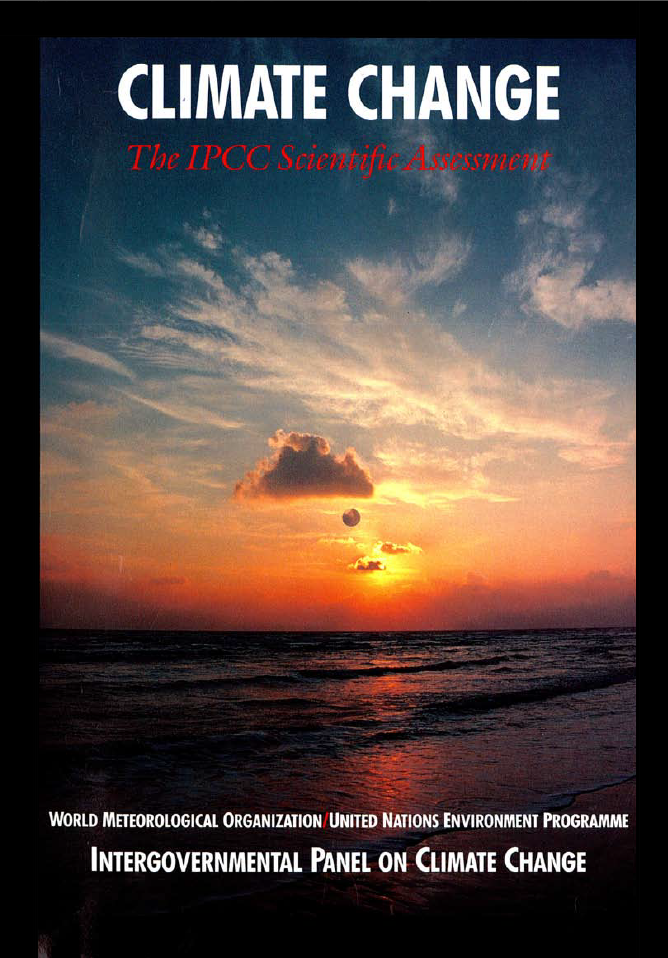 CLIMATE CHANGE
The IPCC Scientific Assessment
WORLD METEOROLOGICAL ORGANIZATION/UNITED NATIONS ENVIRONMENT PROGRAMME
INTERGOVERNMENTAL PANEL ON CLIMATE CHANGE